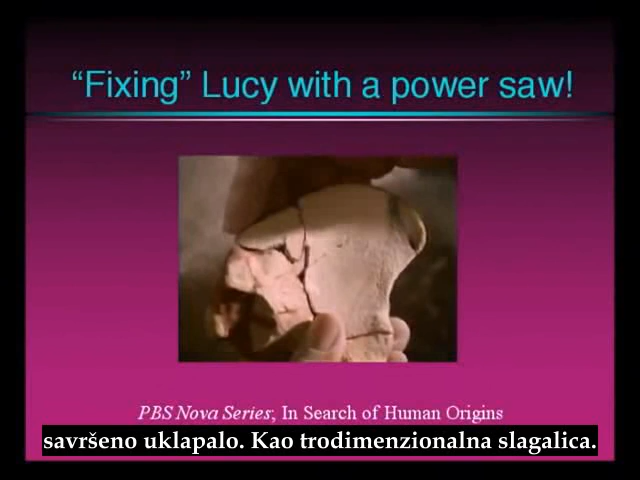 “Fixing” Lucy with a power saw!
PBS Nova Series, In Search of Human Origins
savršeno uklapalo. Kao trodimenzionalna slagalica.